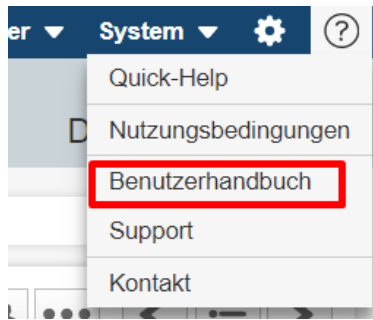 er System ?
Quick-Help
D
Nutzungsbedingungen
Benutzerhandbuch
Support
Kontakt